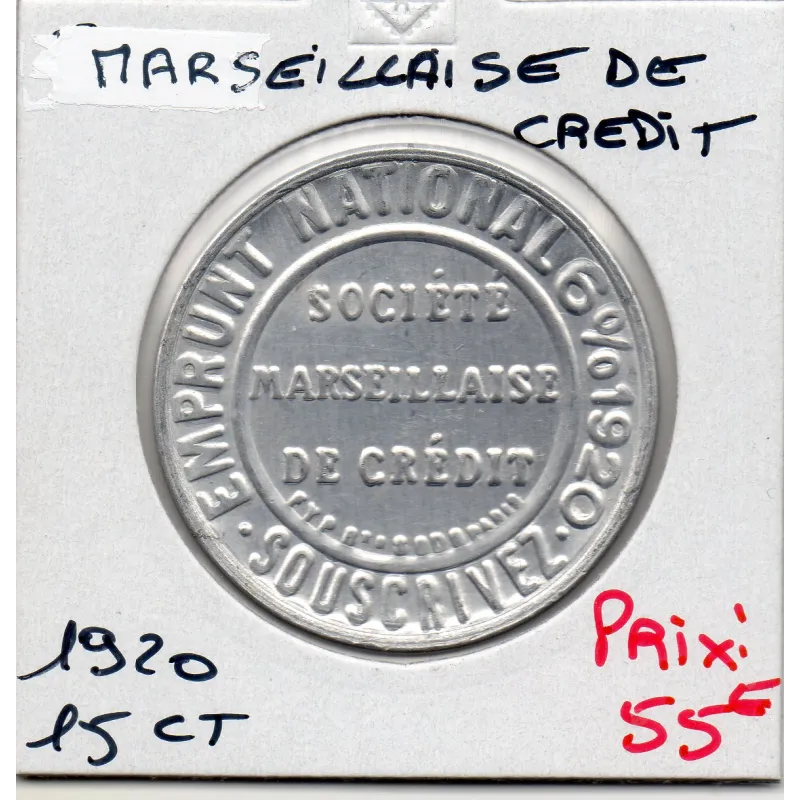 MARSEILLAISE DE
CREDIT
EMPRUNT NATIONAL 6% 1920
SOCIÉTÉ
MARSEILLAISE
DE CRÉDIT
· SOUSCRIVEZ ·
1920
15 CT
PRIX:
55€